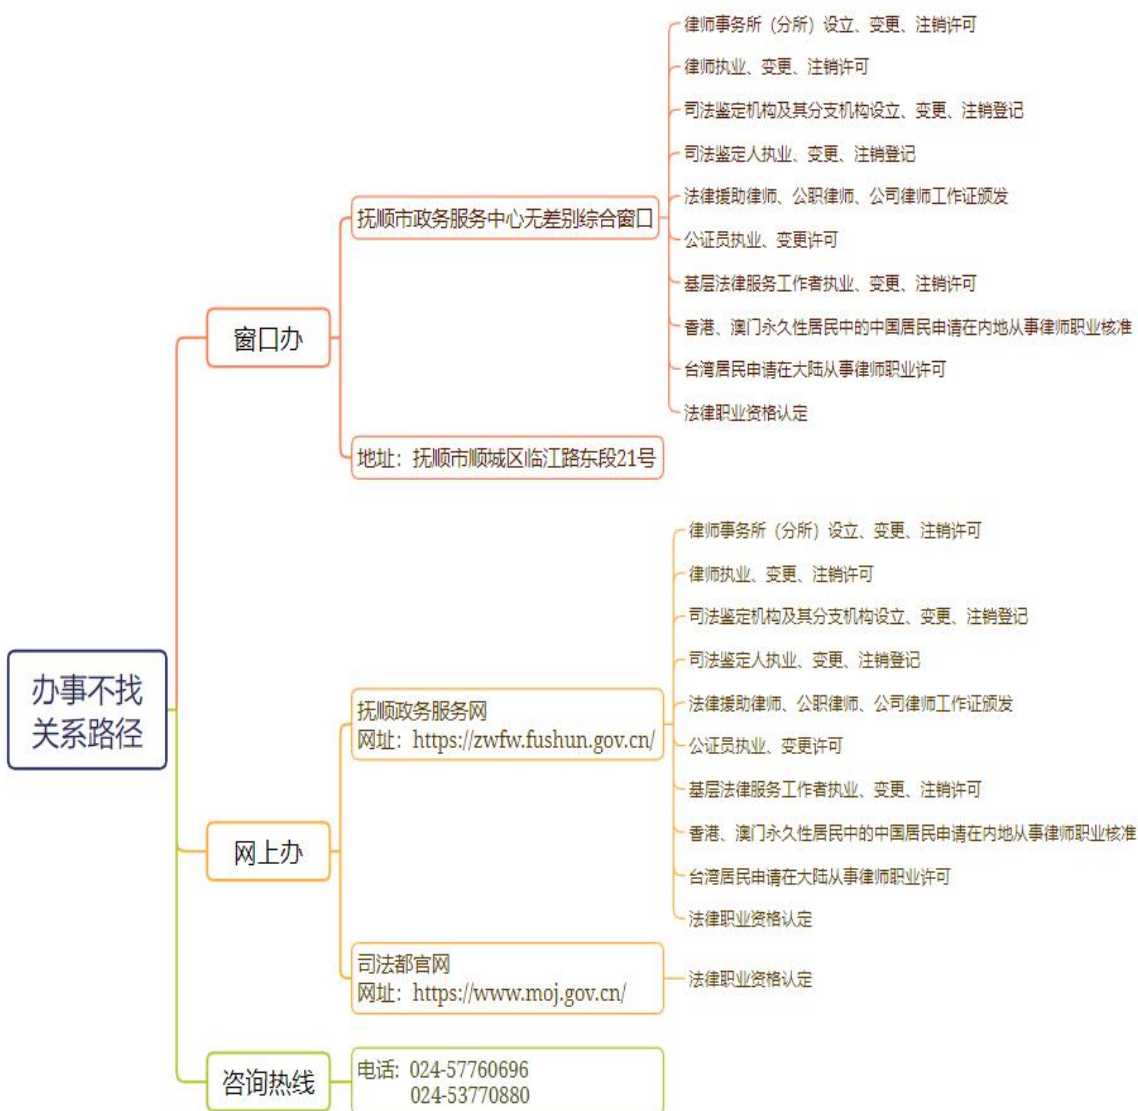 办事不找
关系路径
窗口办
抚顺市政务服务中心无差别综合窗口
律师事务所（分所）设立、变更、注销许可
律师执业、变更、注销许可
司法鉴定机构及其分支机构设立、变更、注销登记
司法鉴定人执业、变更、注销登记
法律援助律师、公职律师、公司律师工作证颁发
公证员执业、变更许可
基层法律服务工作者执业、变更、注销许可
香港、澳门永久性居民中的中国居民申请在内地从事律师职业核准
台湾居民申请在大陆从事律师职业许可
法律职业资格认定
地址：抚顺市顺城区临江路东段21号
网上办
抚顺政务服务网
网址：https://zwfw.fushun.gov.cn/
律师事务所（分所）设立、变更、注销许可
律师执业、变更、注销许可
司法鉴定机构及其分支机构设立、变更、注销登记
司法鉴定人执业、变更、注销登记
法律援助律师、公职律师、公司律师工作证颁发
公证员执业、变更许可
基层法律服务工作者执业、变更、注销许可
香港、澳门永久性居民中的中国居民申请在内地从事律师职业核准
台湾居民申请在大陆从事律师职业许可
法律职业资格认定
司法都官网
网址：https://www.moj.gov.cn/
法律职业资格认定
咨询热线
电话：024-57760696
024-53770880